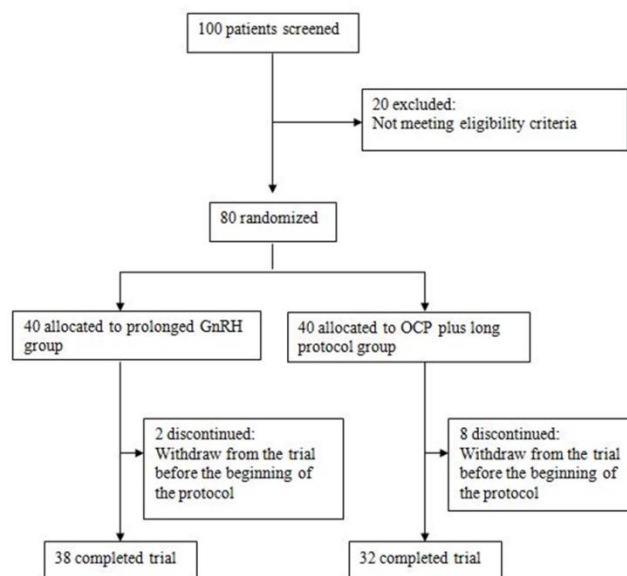 100 patients screened
20 excluded:
Not meeting eligibility criteria
80 randomized
40 allocated to prolonged GnRH
group
40 allocated to OCP plus long
protocol group
2 discontinued:
Withdraw from the trial
before the beginning of
the protocol
8 discontinued:
Withdraw from the trial
before the beginning of
the protocol
38 completed trial
32 completed trial